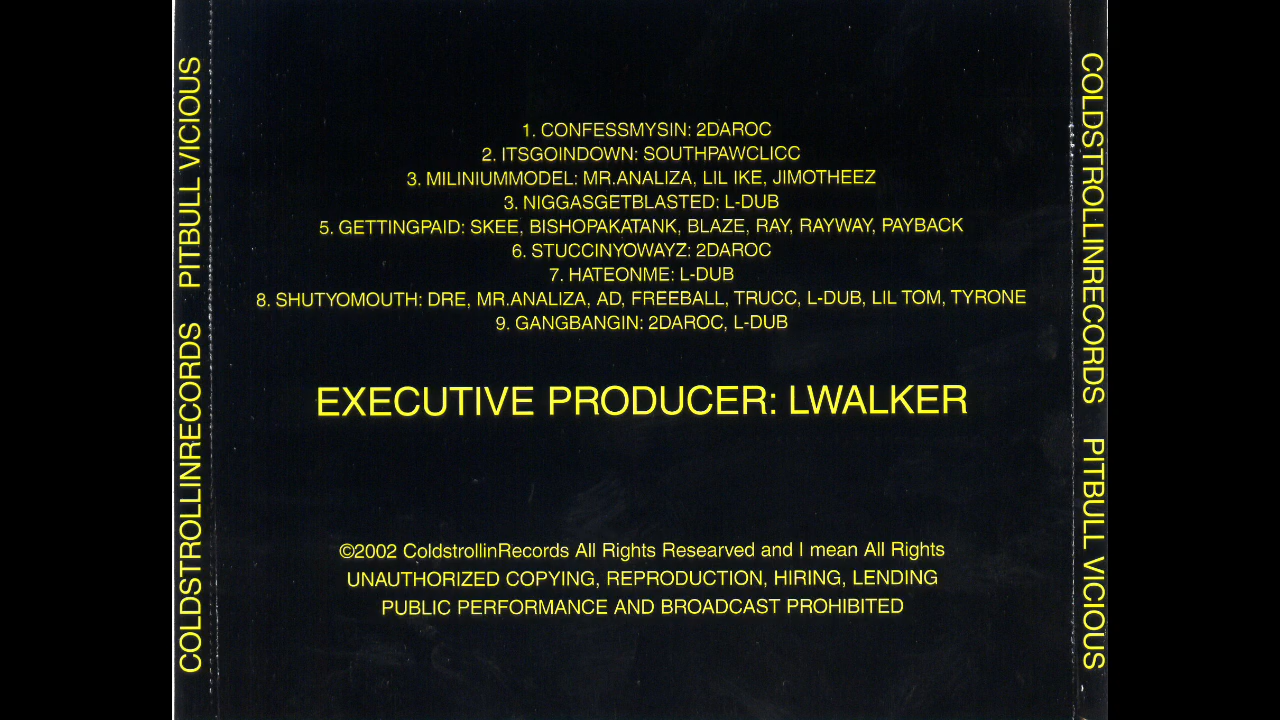 COLDSTROLLINRECORDS PITBULL VICIOUS
1. CONFESSMYSIN: 2DAROC
2. ITSGOINDOWN: SOUTHPAWCLICC
3. MILINIUMMODEL: MR.ANALIZA, LIL IKE, JIMOTHEEZ
3. NIGGASGETBLASTED: L-DUB
5. GETTINGPAID: SKEE, BISHOPAKATANK, BLAZE, RAY, RAYWAY, PAYBACK
6. STUCCINYOWAYZ: 2DAROC
7. HATEONME: L-DUB
8. SHUTYOMOUTH: DRE, MR.ANALIZA, AD, FREEBALL, TRUCC, L-DUB, LIL TOM, TYRONE
9. GANGBANGIN: 2DAROC, L-DUB
EXECUTIVE PRODUCER: LWALKER
©2002 ColdstrollinRecords All Rights Researved and I mean All Rights
UNAUTHORIZED COPYING, REPRODUCTION, HIRING, LENDING
PUBLIC PERFORMANCE AND BROADCAST PROHIBITED
COLDSTROLLINRECORDS PITBULL VICIOUS